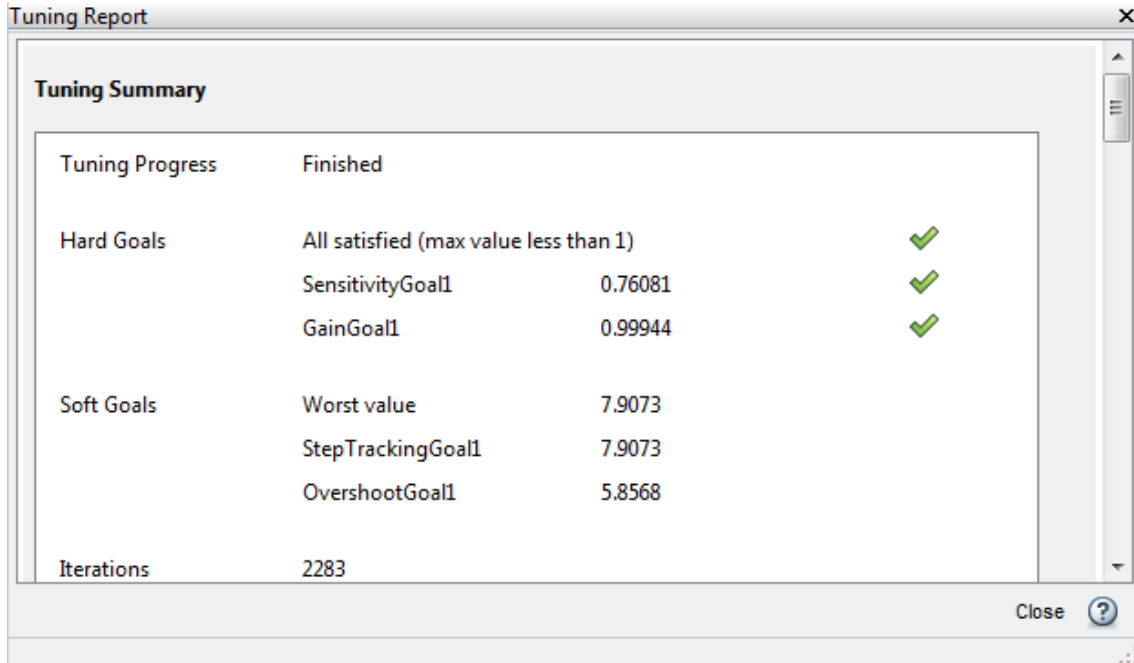 Tuning Report
Tuning Summary
Tuning Progress Finished
Hard Goals All satisfied (max value less than 1)
SensitivityGoal1 0.76081
GainGoal1 0.99944
Soft Goals Worst value 7.9073
StepTrackingGoal1 7.9073
OvershootGoal1 5.8568
Iterations 2283
Close ?